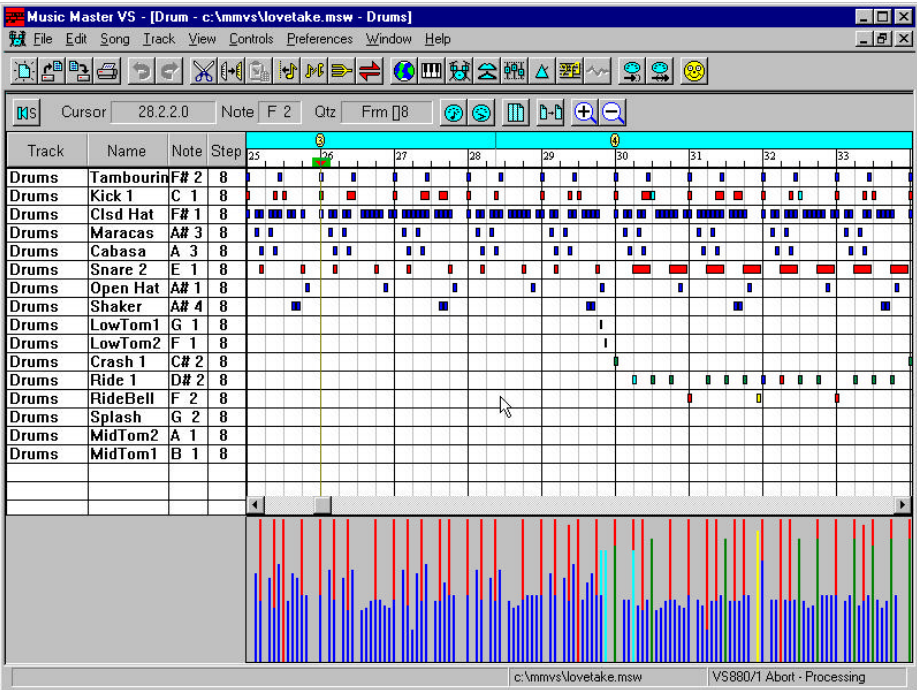 Music Master VS - [Drum - c:\mmvs\lovetake.msw - Drums]
File Edit Song Track View Controls Preferences Window Help
S Cursor 28.2.2.0 Note F 2 Qtz Frm []8
3 4
Track Name Note Step 25 26 27 28 29 30 31 32 33
Drums Tambourin F# 2 8
Drums Kick 1 C 1 8
Drums Clsd Hat F# 1 8
Drums Maracas A# 3 8
Drums Cabasa A 3 8
Drums Snare 2 E 1 8
Drums Open Hat A# 1 8
Drums Shaker A# 4 8
Drums LowTom1 G 1 8
Drums LowTom2 F 1 8
Drums Crash 1 C# 2 8
Drums Ride 1 D# 2 8
Drums RideBell F 2 8
Drums Splash G 2 8
Drums MidTom2 A 1 8
Drums MidTom1 B 1 8
c:\mmvs\lovetake.msw VS880/1 Abort - Processing